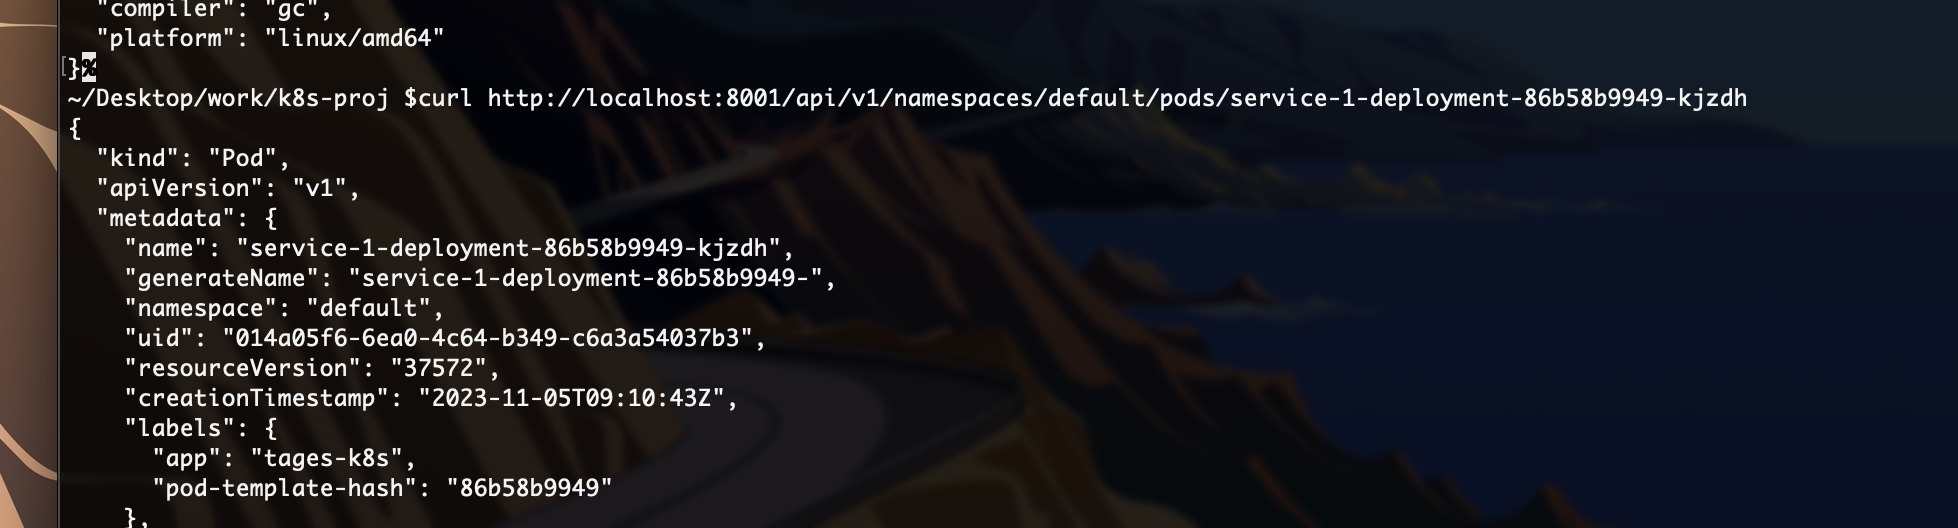 "compiler": "gc",
"platform": "linux/amd64"
[}%
~/Desktop/work/k8s-proj $curl http://localhost:8001/api/v1/namespaces/default/pods/service-1-deployment-86b58b9949-kjzdh
{
"kind": "Pod",
"apiVersion": "v1",
"metadata": {
"name": "service-1-deployment-86b58b9949-kjzdh",
"generateName": "service-1-deployment-86b58b9949-",
"namespace": "default",
"uid": "014a05f6-6ea0-4c64-b349-c6a3a54037b3",
"resourceVersion": "37572",
"creationTimestamp": "2023-11-05T09:10:43Z",
"labels": {
"app": "tages-k8s",
"pod-template-hash": "86b58b9949"
},